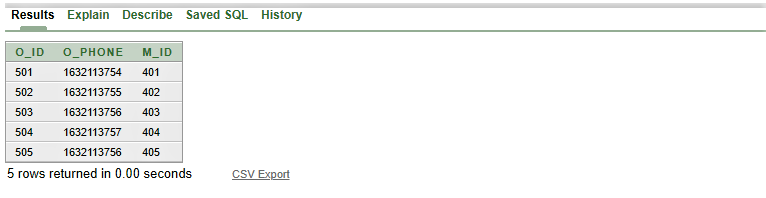 Results Explain Describe Saved SQL History
O_ID O_PHONE M_ID
501 1632113754 401
502 1632113755 402
503 1632113756 403
504 1632113757 404
505 1632113756 405
5 rows returned in 0.00 seconds CSV Export